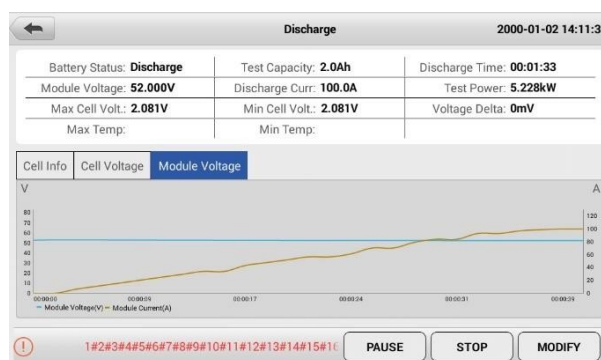 Discharge 2000-01-02 14:11:3
Battery Status: Discharge Test Capacity: 2.0Ah Discharge Time: 00:01:33
Module Voltage: 52.000V Discharge Curr: 100.0A Test Power: 5.228kW
Max Cell Volt.: 2.081V Min Cell Volt.: 2.081V Voltage Delta: 0mV
Max Temp: Min Temp:
Cell Info Cell Voltage Module Voltage
V A
80
70
60
50
40
30
20
10
0
120
100
80
60
40
20
0
00:00:00 00:00:09 00:00:17 00:00:24 00:00:31 00:00:39
Module Voltage(V) Module Current(A)
1#2#3#4#5#6#7#8#9#10#11#12#13#14#15#16 PAUSE STOP MODIFY